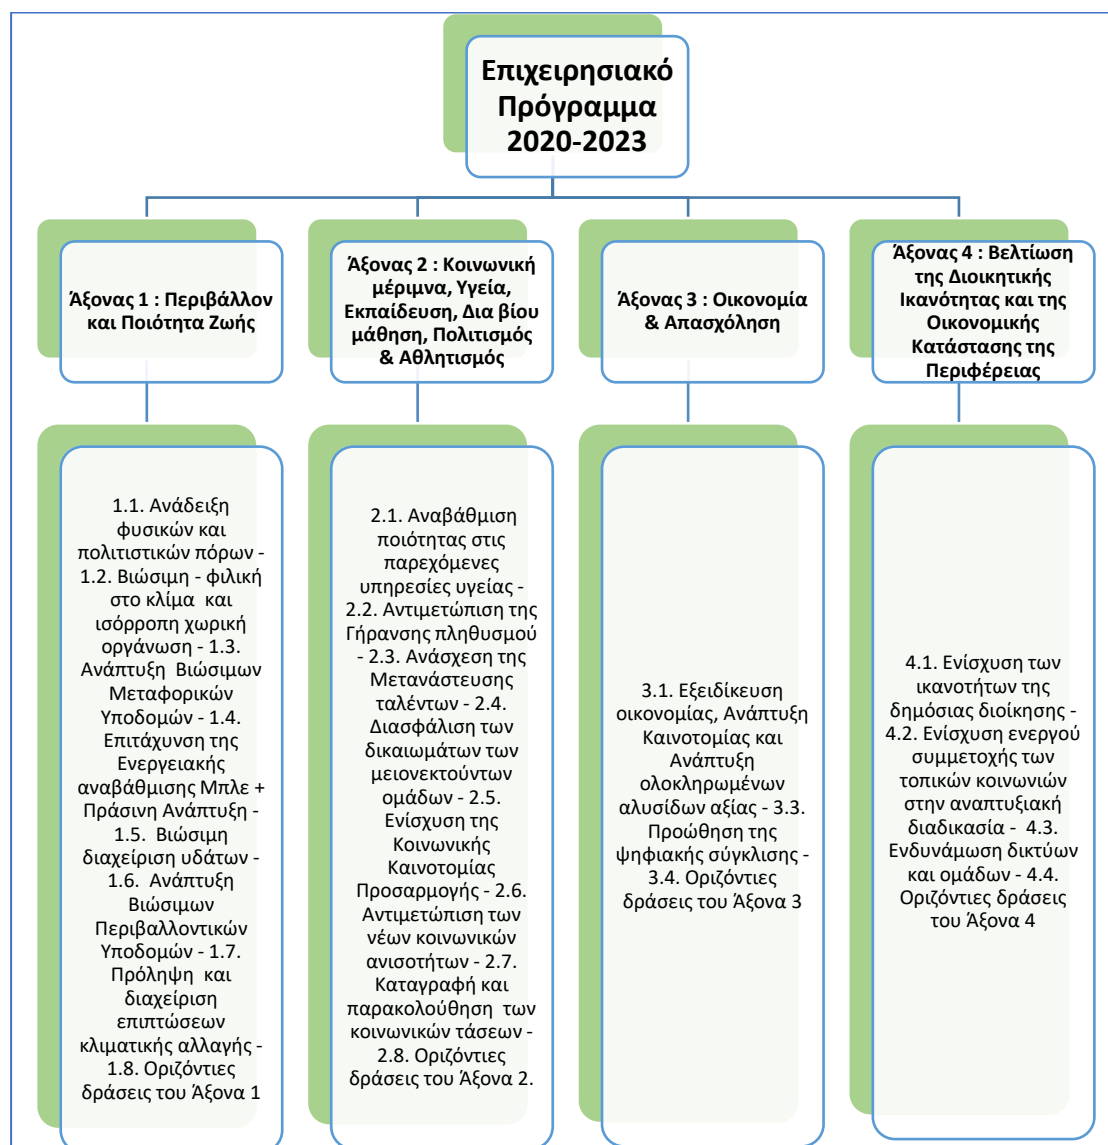 Επιχειρησιακό
Πρόγραμμα
2020-2023
Άξονας 1 : Περιβάλλον
και Ποιότητα Ζωής
Άξονας 2 : Κοινωνική
μέριμνα, Υγεία,
Εκπαίδευση, Δια βίου
μάθηση, Πολιτισμός
& Αθλητισμός
Άξονας 3 : Οικονομία
& Απασχόληση
Άξονας 4 : Βελτίωση
της Διοικητικής
Ικανότητας και της
Οικονομικής
Κατάστασης της
Περιφέρειας
1.1. Ανάδειξη
φυσικών και
πολιτιστικών πόρων -
1.2. Βιώσιμη - φιλική
στο κλίμα και
ισόρροπη χωρική
οργάνωση - 1.3.
Ανάπτυξη Βιώσιμων
Μεταφορικών
Υποδομών - 1.4.
Επιτάχυνση της
Ενεργειακής
αναβάθμισης Μπλε +
Πράσινη Ανάπτυξη -
1.5. Βιώσιμη
διαχείριση υδάτων -
1.6. Ανάπτυξη
Βιώσιμων
Περιβαλλοντικών
Υποδομών - 1.7.
Πρόληψη και
διαχείριση
επιπτώσεων
κλιματικής αλλαγής -
1.8. Οριζόντιες
δράσεις του Άξονα 1
2.1. Αναβάθμιση
ποιότητας στις
παρεχόμενες
υπηρεσίες υγείας -
2.2. Αντιμετώπιση της
Γήρανσης πληθυσμού
- 2.3. Ανάσχεση της
Μετανάστευσης
ταλέντων - 2.4.
Διασφάλιση των
δικαιωμάτων των
μειονεκτούντων
ομάδων - 2.5.
Ενίσχυση της
Κοινωνικής
Καινοτομίας
Προσαρμογής - 2.6.
Αντιμετώπιση των
νέων κοινωνικών
ανισοτήτων - 2.7.
Καταγραφή και
παρακολούθηση των
κοινωνικών τάσεων -
2.8. Οριζόντιες
δράσεις του Άξονα 2.
3.1. Εξειδίκευση
οικονομίας, Ανάπτυξη
Καινοτομίας και
Ανάπτυξη
ολοκληρωμένων
αλυσίδων αξίας - 3.3.
Προώθηση της
ψηφιακής σύγκλισης -
3.4. Οριζόντιες
δράσεις του Άξονα 3
4.1. Ενίσχυση των
ικανοτήτων της
δημόσιας διοίκησης -
4.2. Ενίσχυση ενεργού
συμμετοχής των
τοπικών κοινωνιών
στην αναπτυξιακή
διαδικασία - 4.3.
Ενδυνάμωση δικτύων
και ομάδων - 4.4.
Οριζόντιες δράσεις
του Άξονα 4